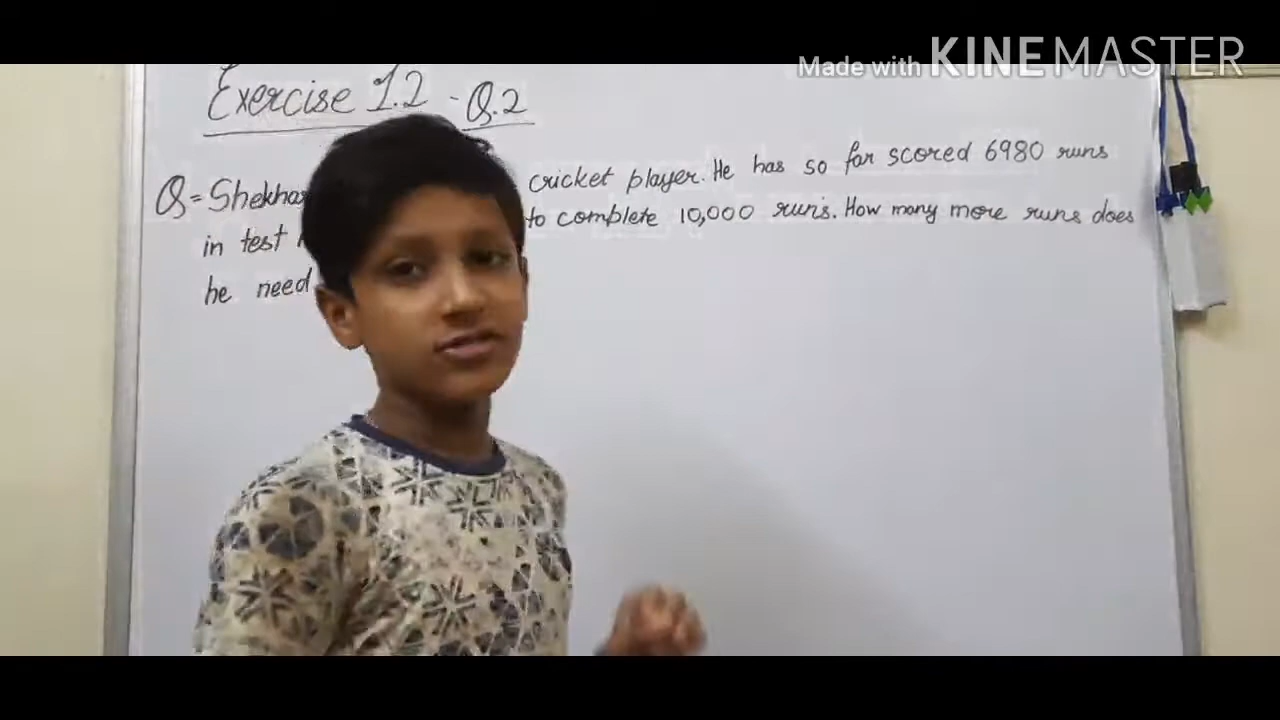 Made with KINEMASTER
Exercise 1.2 - Q.2
Q = Shekhar cricket player. He has so far scored 6980 runs
in test to complete 10,000 runs. How many more runs does
he need